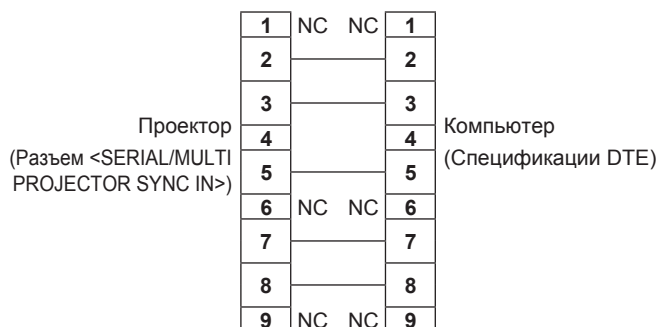 1 NC NC 1
2 2
3 3
Проектор
4 4
Компьютер
(Разъем <SERIAL/MULTI
PROJECTOR SYNC IN>)
(Спецификации DTE)
5 5
6 NC NC 6
7 7
8 8
9 NC NC 9